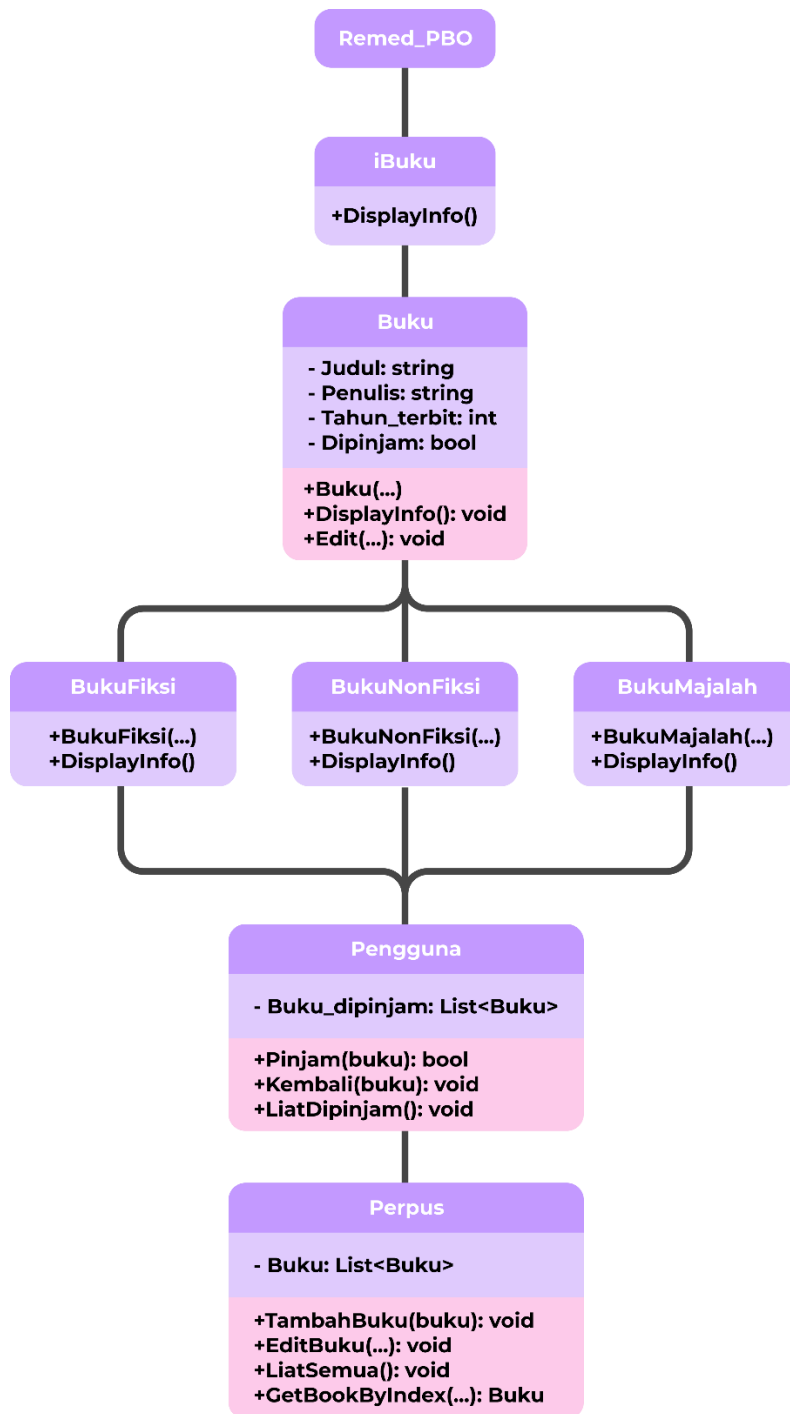 Remed_PBO
iBuku
+DisplayInfo()
Buku
- Judul: string
- Penulis: string
- Tahun_terbit: int
- Dipinjam: bool
+Buku(...)
+DisplayInfo(): void
+Edit(...): void
BukuFiksi
+BukuFiksi(...)
+DisplayInfo()
BukuNonFiksi
+BukuNonFiksi(...)
+DisplayInfo()
BukuMajalah
+BukuMajalah(...)
+DisplayInfo()
Pengguna
- Buku_dipinjam: List<Buku>
+Pinjam(buku): bool
+Kembali(buku): void
+LiatDipinjam(): void
Perpus
- Buku: List<Buku>
+TambahBuku(buku): void
+EditBuku(...): void
+LiatSemua(): void
+GetBookByIndex(...): Buku